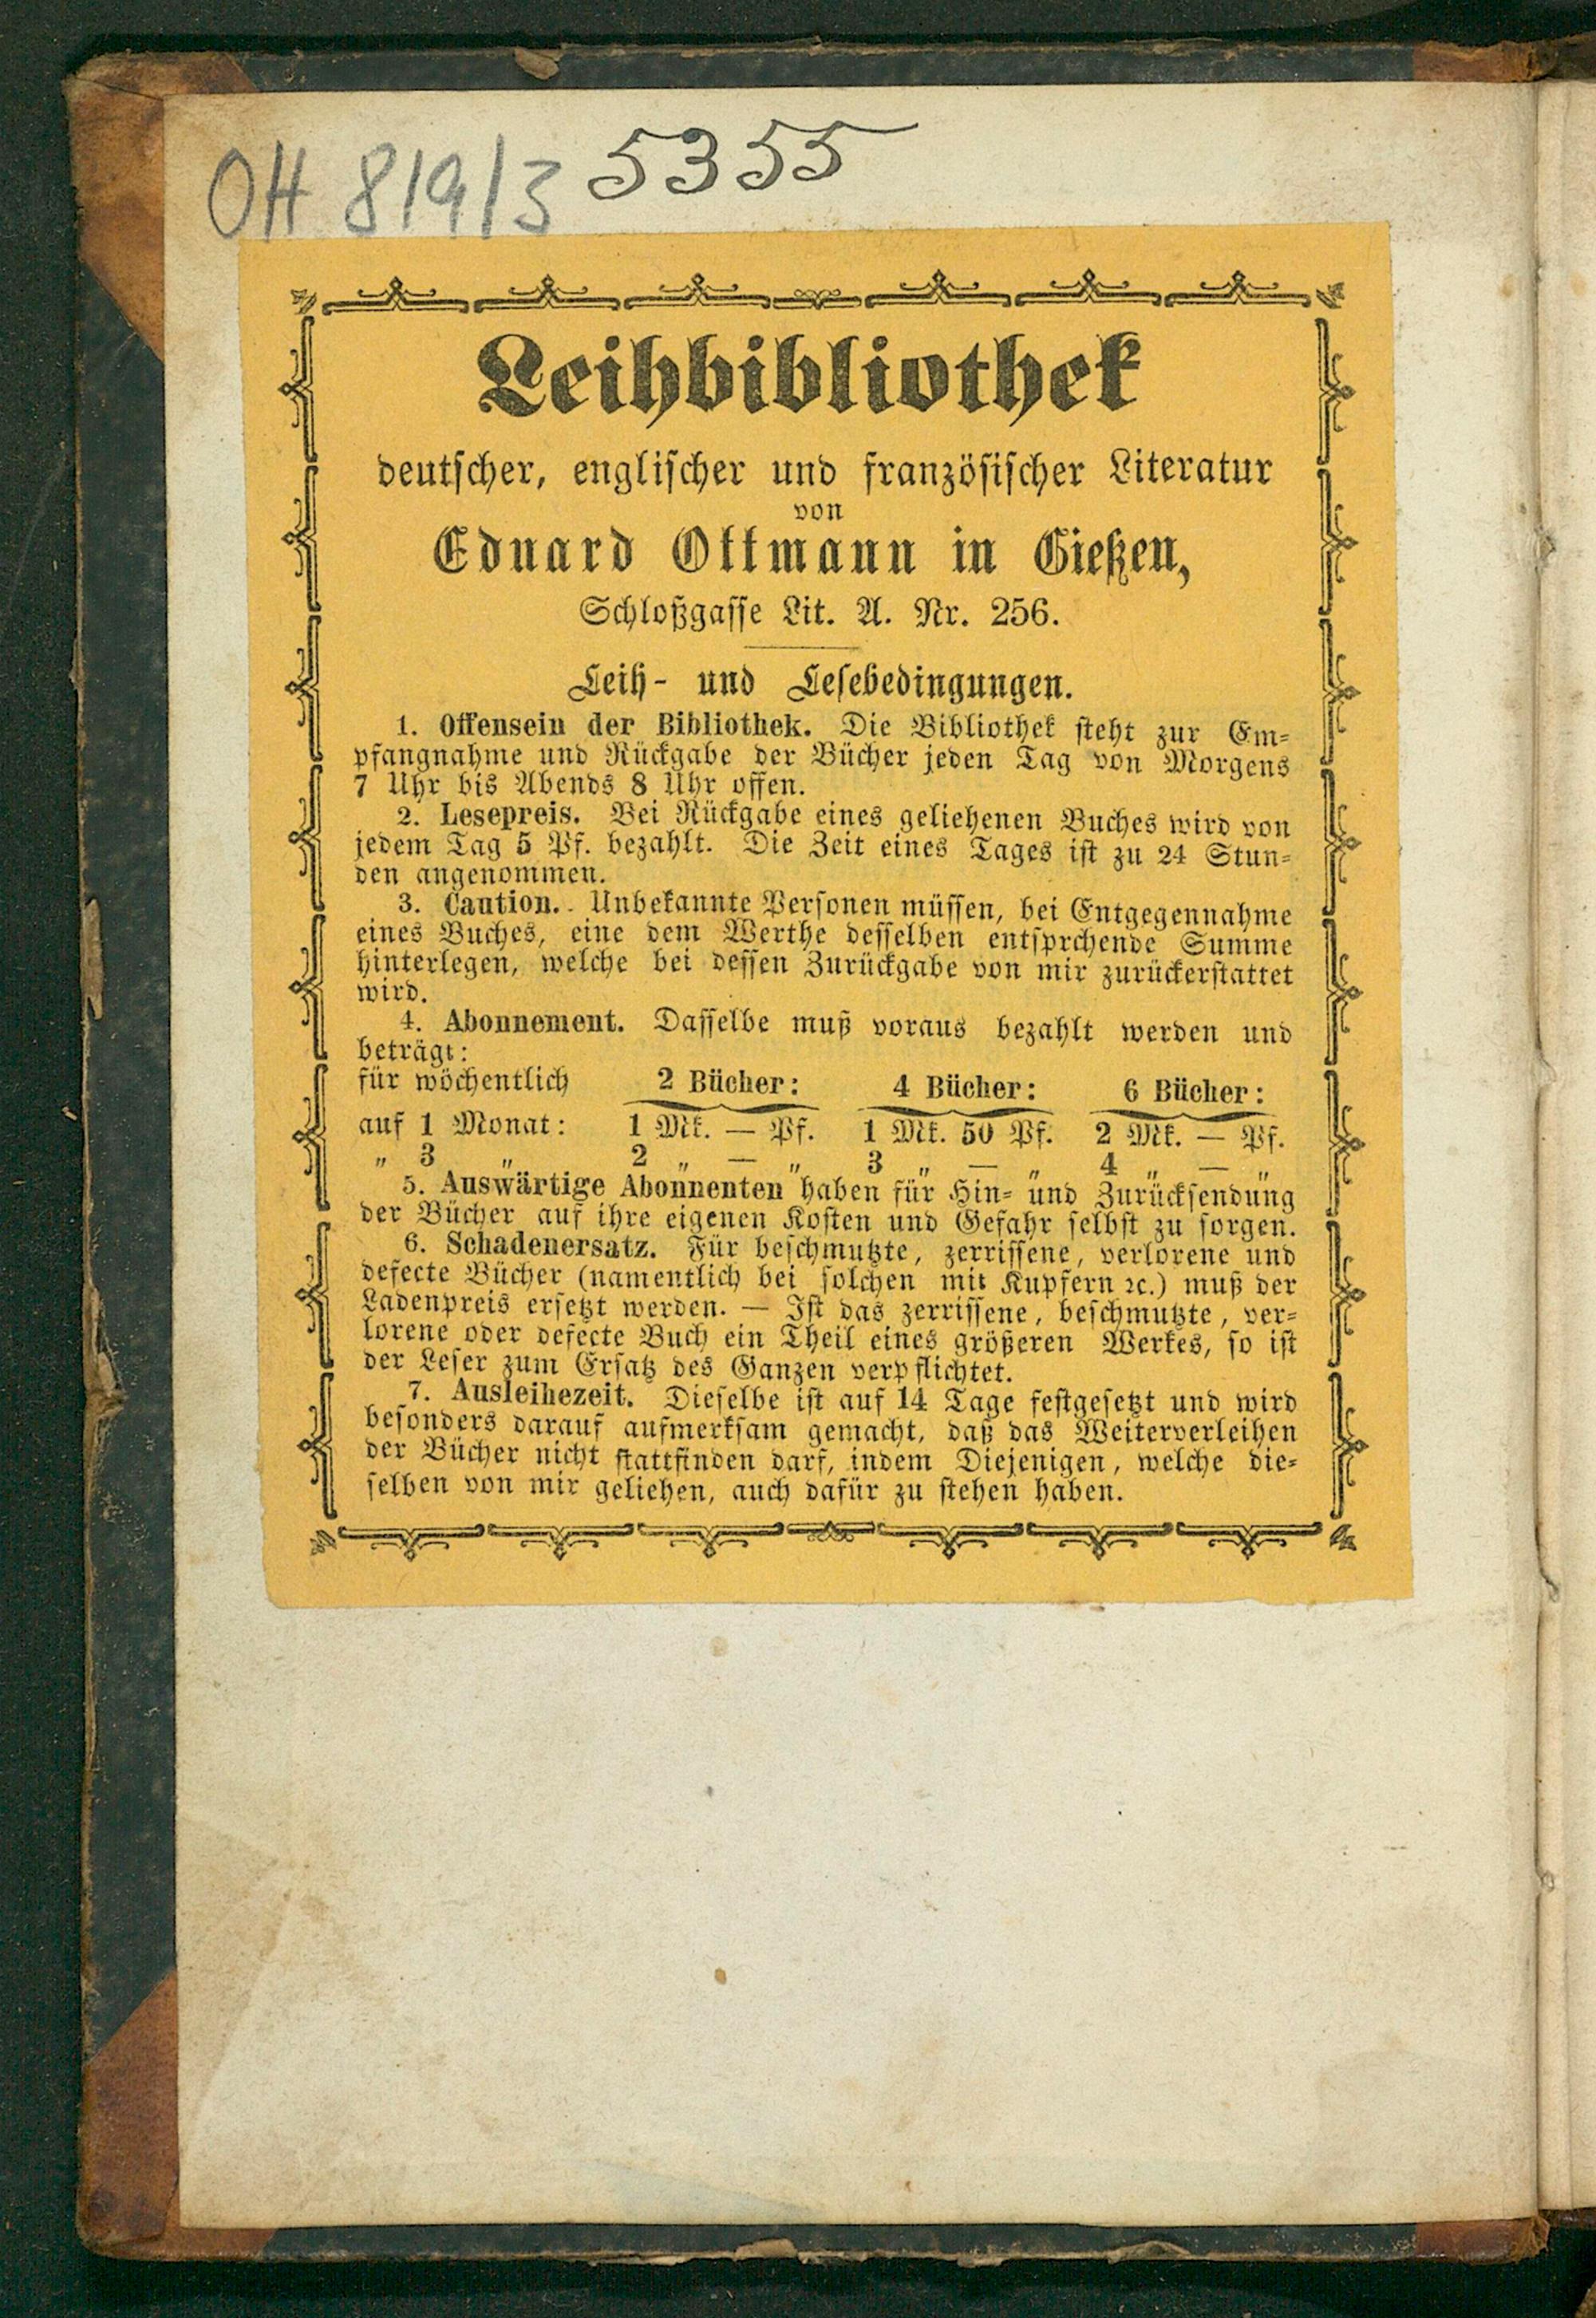 OH 819/3 5355
Leihbibliothek
deutscher, englischer und französischer Literatur
von
Eduard Ottmann in Gießen,
Schloßgasse Lit. A. Nr. 256.
Leih- und Lesebedingungen.
1. Offensein der Bibliothek. Die Bibliothek steht zur Em-
pfangnahme und Rückgabe der Bücher jeden Tag von Morgens
7 Uhr bis Abends 8 Uhr offen.
2. Lesepreis. Bei Rückgabe eines geliehenen Buches wird von
jedem Tag 5 Pf. bezahlt. Die Zeit eines Tages ist zu 24 Stun-
den angenommen.
3. Caution. Unbekannte Personen müssen, bei Entgegennahme
eines Buches, eine dem Werthe desselben entsprchende Summe
hinterlegen, welche bei dessen Zurückgabe von mir zurückerstattet
wird.
4. Abonnement. Dasselbe muß voraus bezahlt werden und
beträgt:
für wöchentlich 2 Bücher: 4 Bücher: 6 Bücher:
auf 1 Monat: 1 Mk. — Pf. 1 Mk. 50 Pf. 2 Mk. — Pf.
" 3 " 2 " — " 3 " — " 4 " — "
5. Auswärtige Abonnenten haben für Hin- und Zurücksendung
der Bücher auf ihre eigenen Kosten und Gefahr selbst zu sorgen.
6. Schadenersatz. Für beschmutzte, zerrissene, verlorene und
defecte Bücher (namentlich bei solchen mit Kupfern ꝛc.) muß der
Ladenpreis ersetzt werden. — Ist das zerrissene, beschmutzte, ver-
lorene oder defecte Buch ein Theil eines größeren Werkes, so ist
der Leser zum Ersatz des Ganzen verpflichtet.
7. Ausleihezeit. Dieselbe ist auf 14 Tage festgesetzt und wird
besonders darauf aufmerksam gemacht, daß das Weiterverleihen
der Bücher nicht stattfinden darf, indem Diejenigen, welche die-
selben von mir geliehen, auch dafür zu stehen haben.